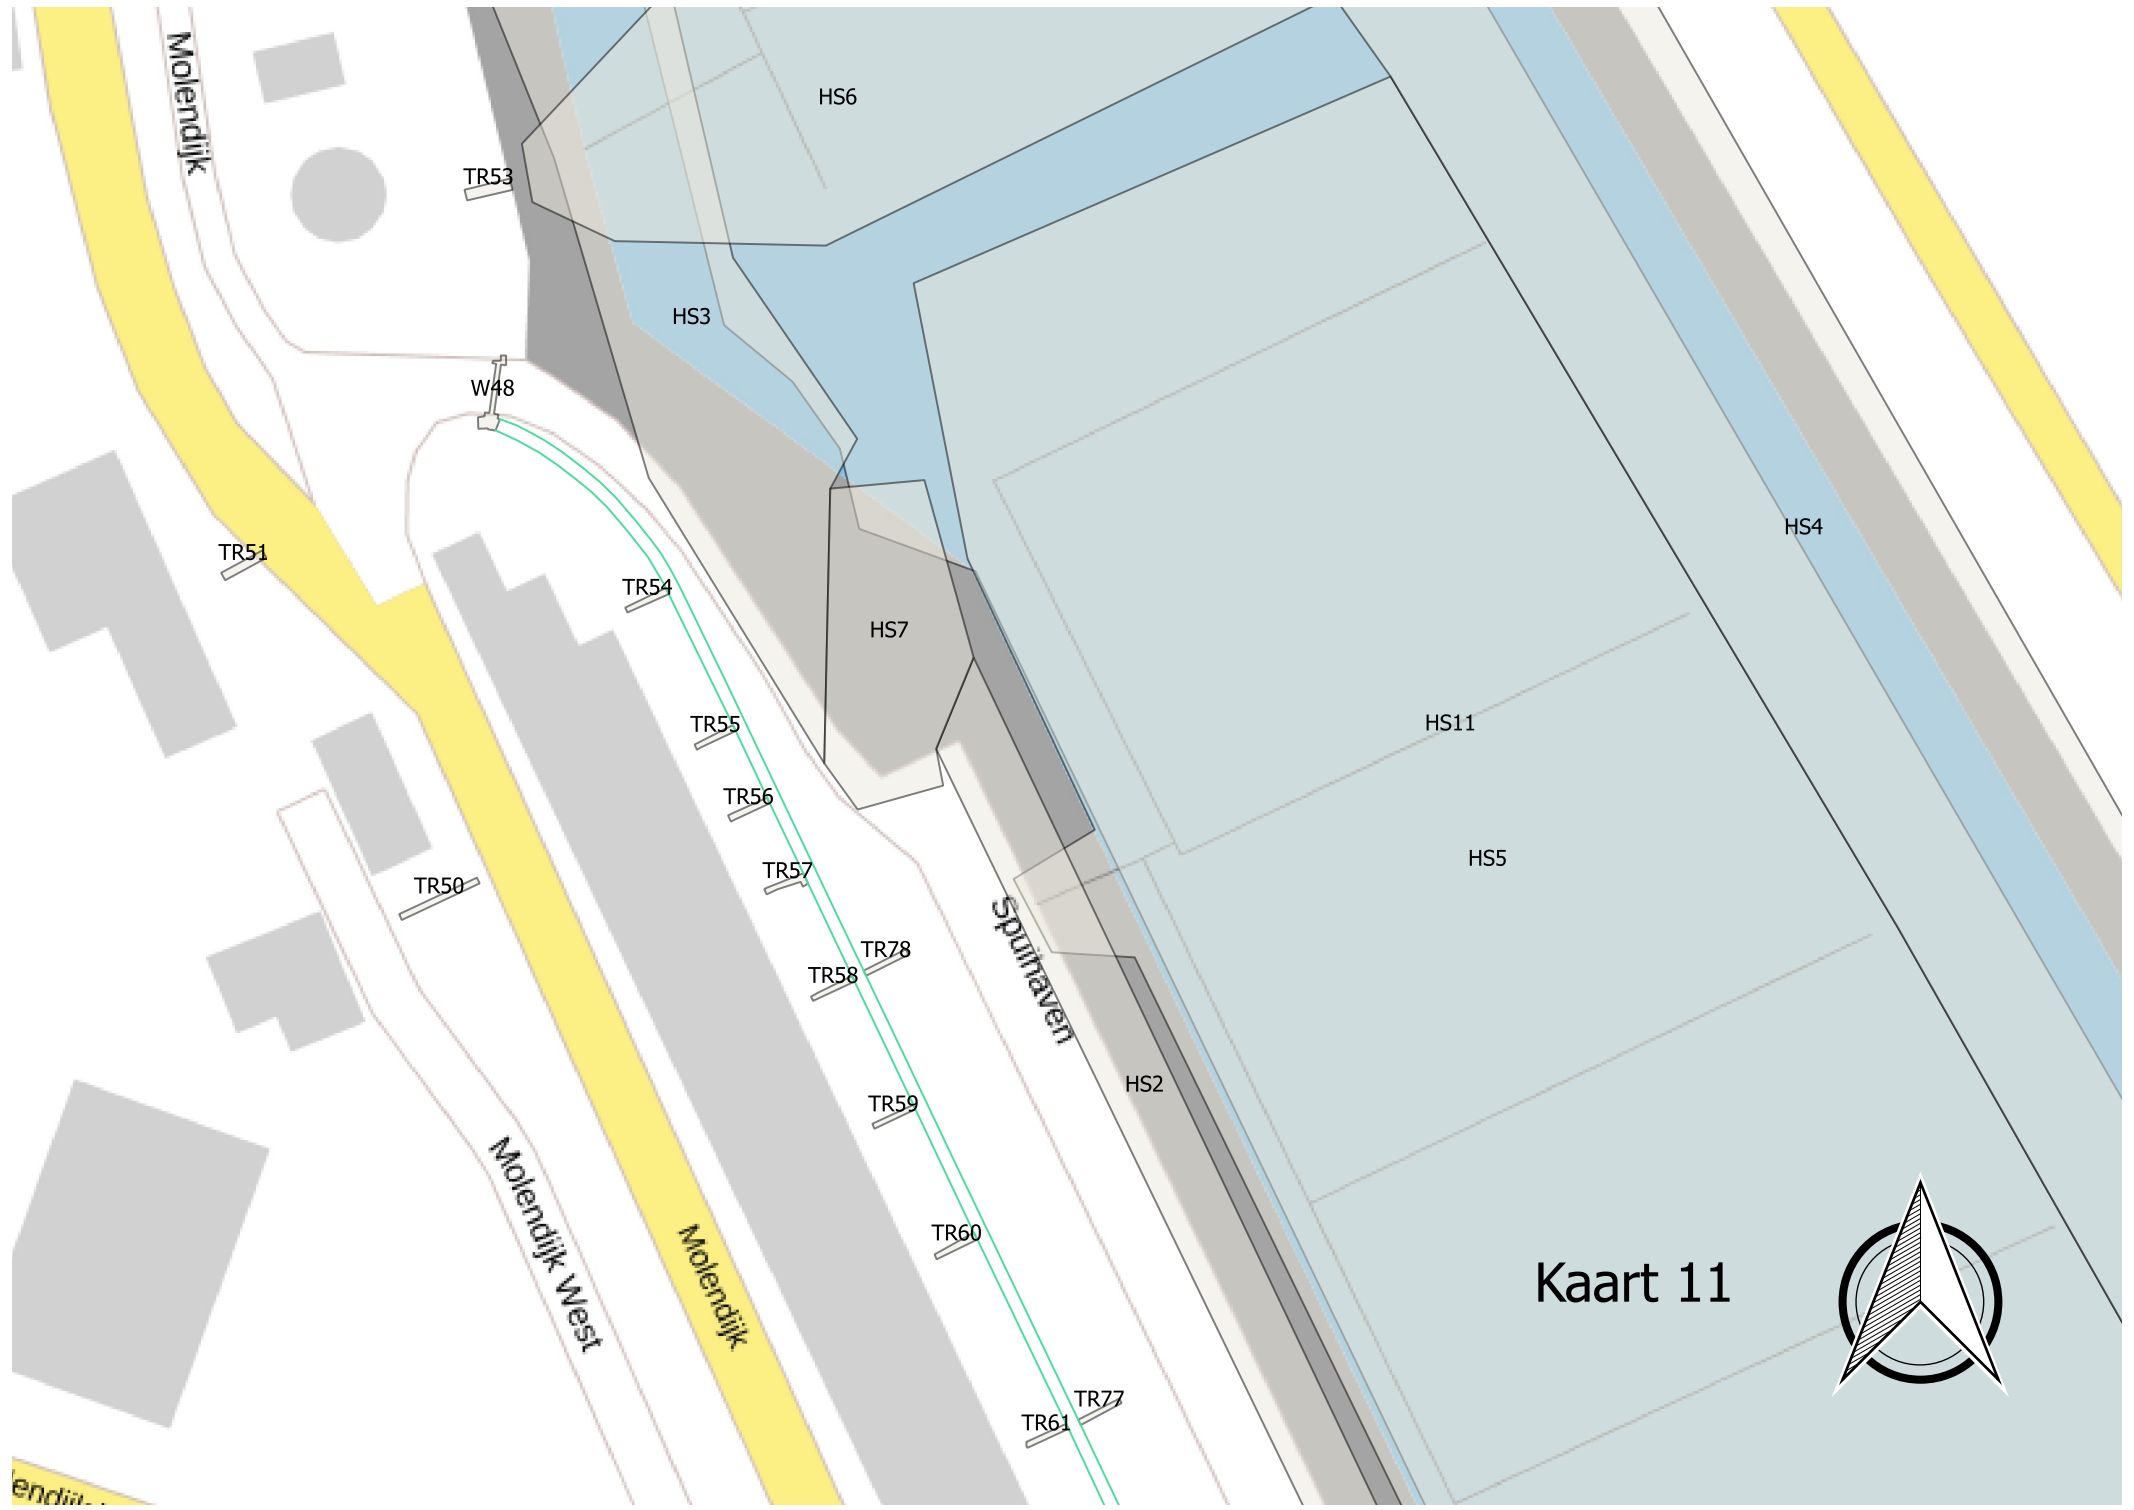 Molendijk
HS6
TR53
HS3
W48
HS4
TR51
TR54
HS7
TR55
HS11
TR56
HS5
TR57
TR50
Spuihaven
TR78
TR58
HS2
TR59
Molendijk West
Molendijk
TR60
Kaart 11
TR77
TR61